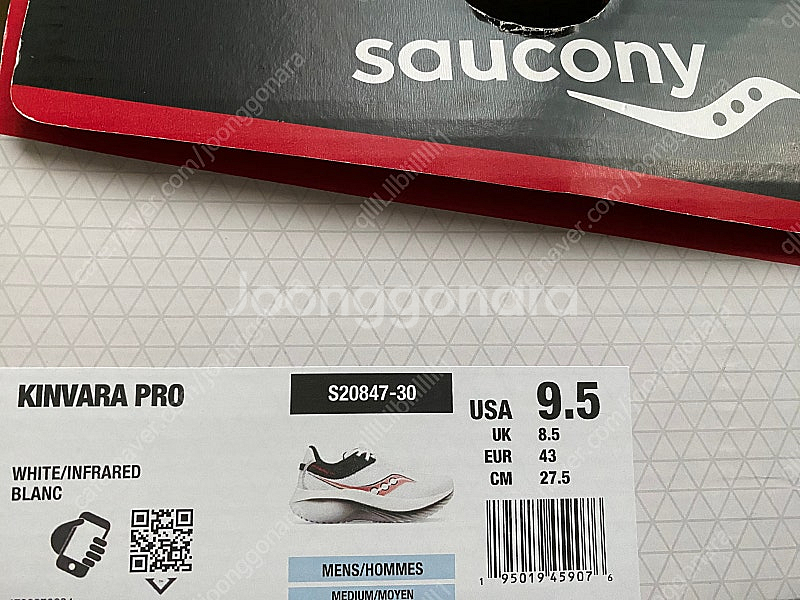 saucony
Joonggonara
KINVARA PRO
S20847-30
USA 9.5
UK 8.5
EUR 43
CM 27.5
WHITE/INFRARED
BLANC
MENS/HOMMES
MEDIUM/MOYEN
1 95019 45907 6